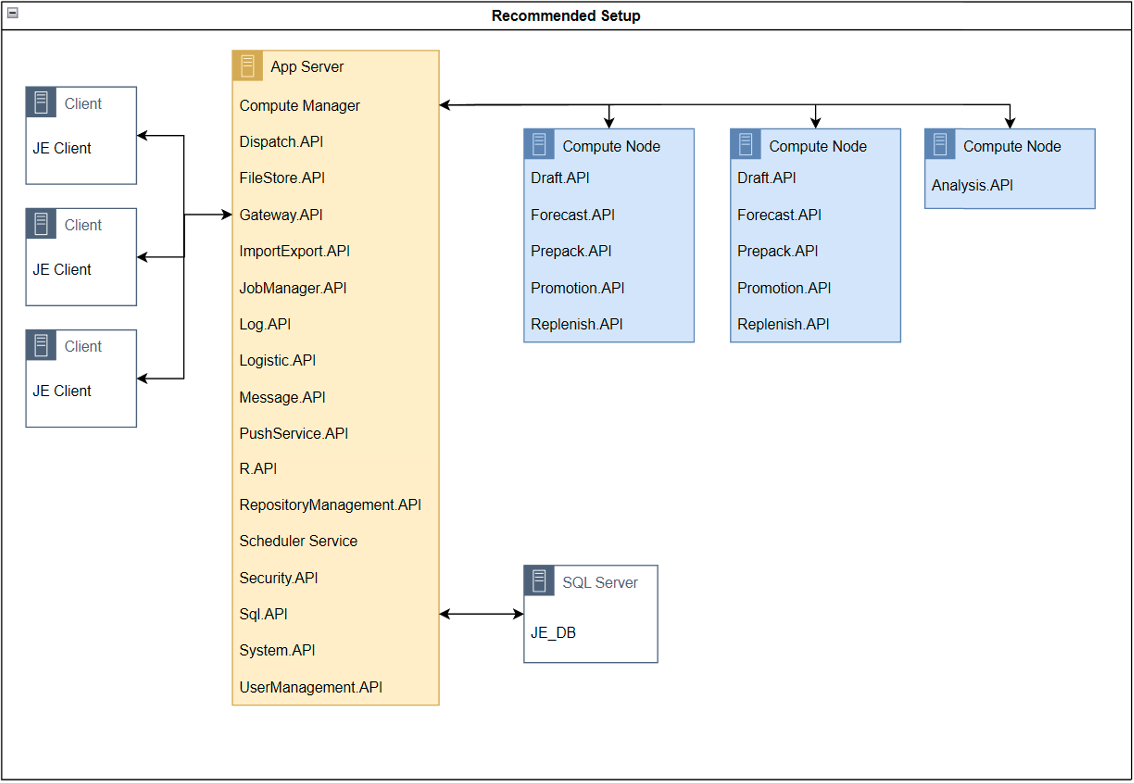 Recommended Setup
Client
JE Client
Client
JE Client
Client
JE Client
App Server
Compute Manager
Dispatch.API
FileStore.API
Gateway.API
ImportExport.API
JobManager.API
Log.API
Logistic.API
Message.API
PushService.API
R.API
RepositoryManagement.API
Scheduler Service
Security.API
Sql.API
System.API
UserManagement.API
Compute Node
Draft.API
Forecast.API
Prepack.API
Promotion.API
Replenish.API
Compute Node
Draft.API
Forecast.API
Prepack.API
Promotion.API
Replenish.API
Compute Node
Analysis.API
SQL Server
JE_DB